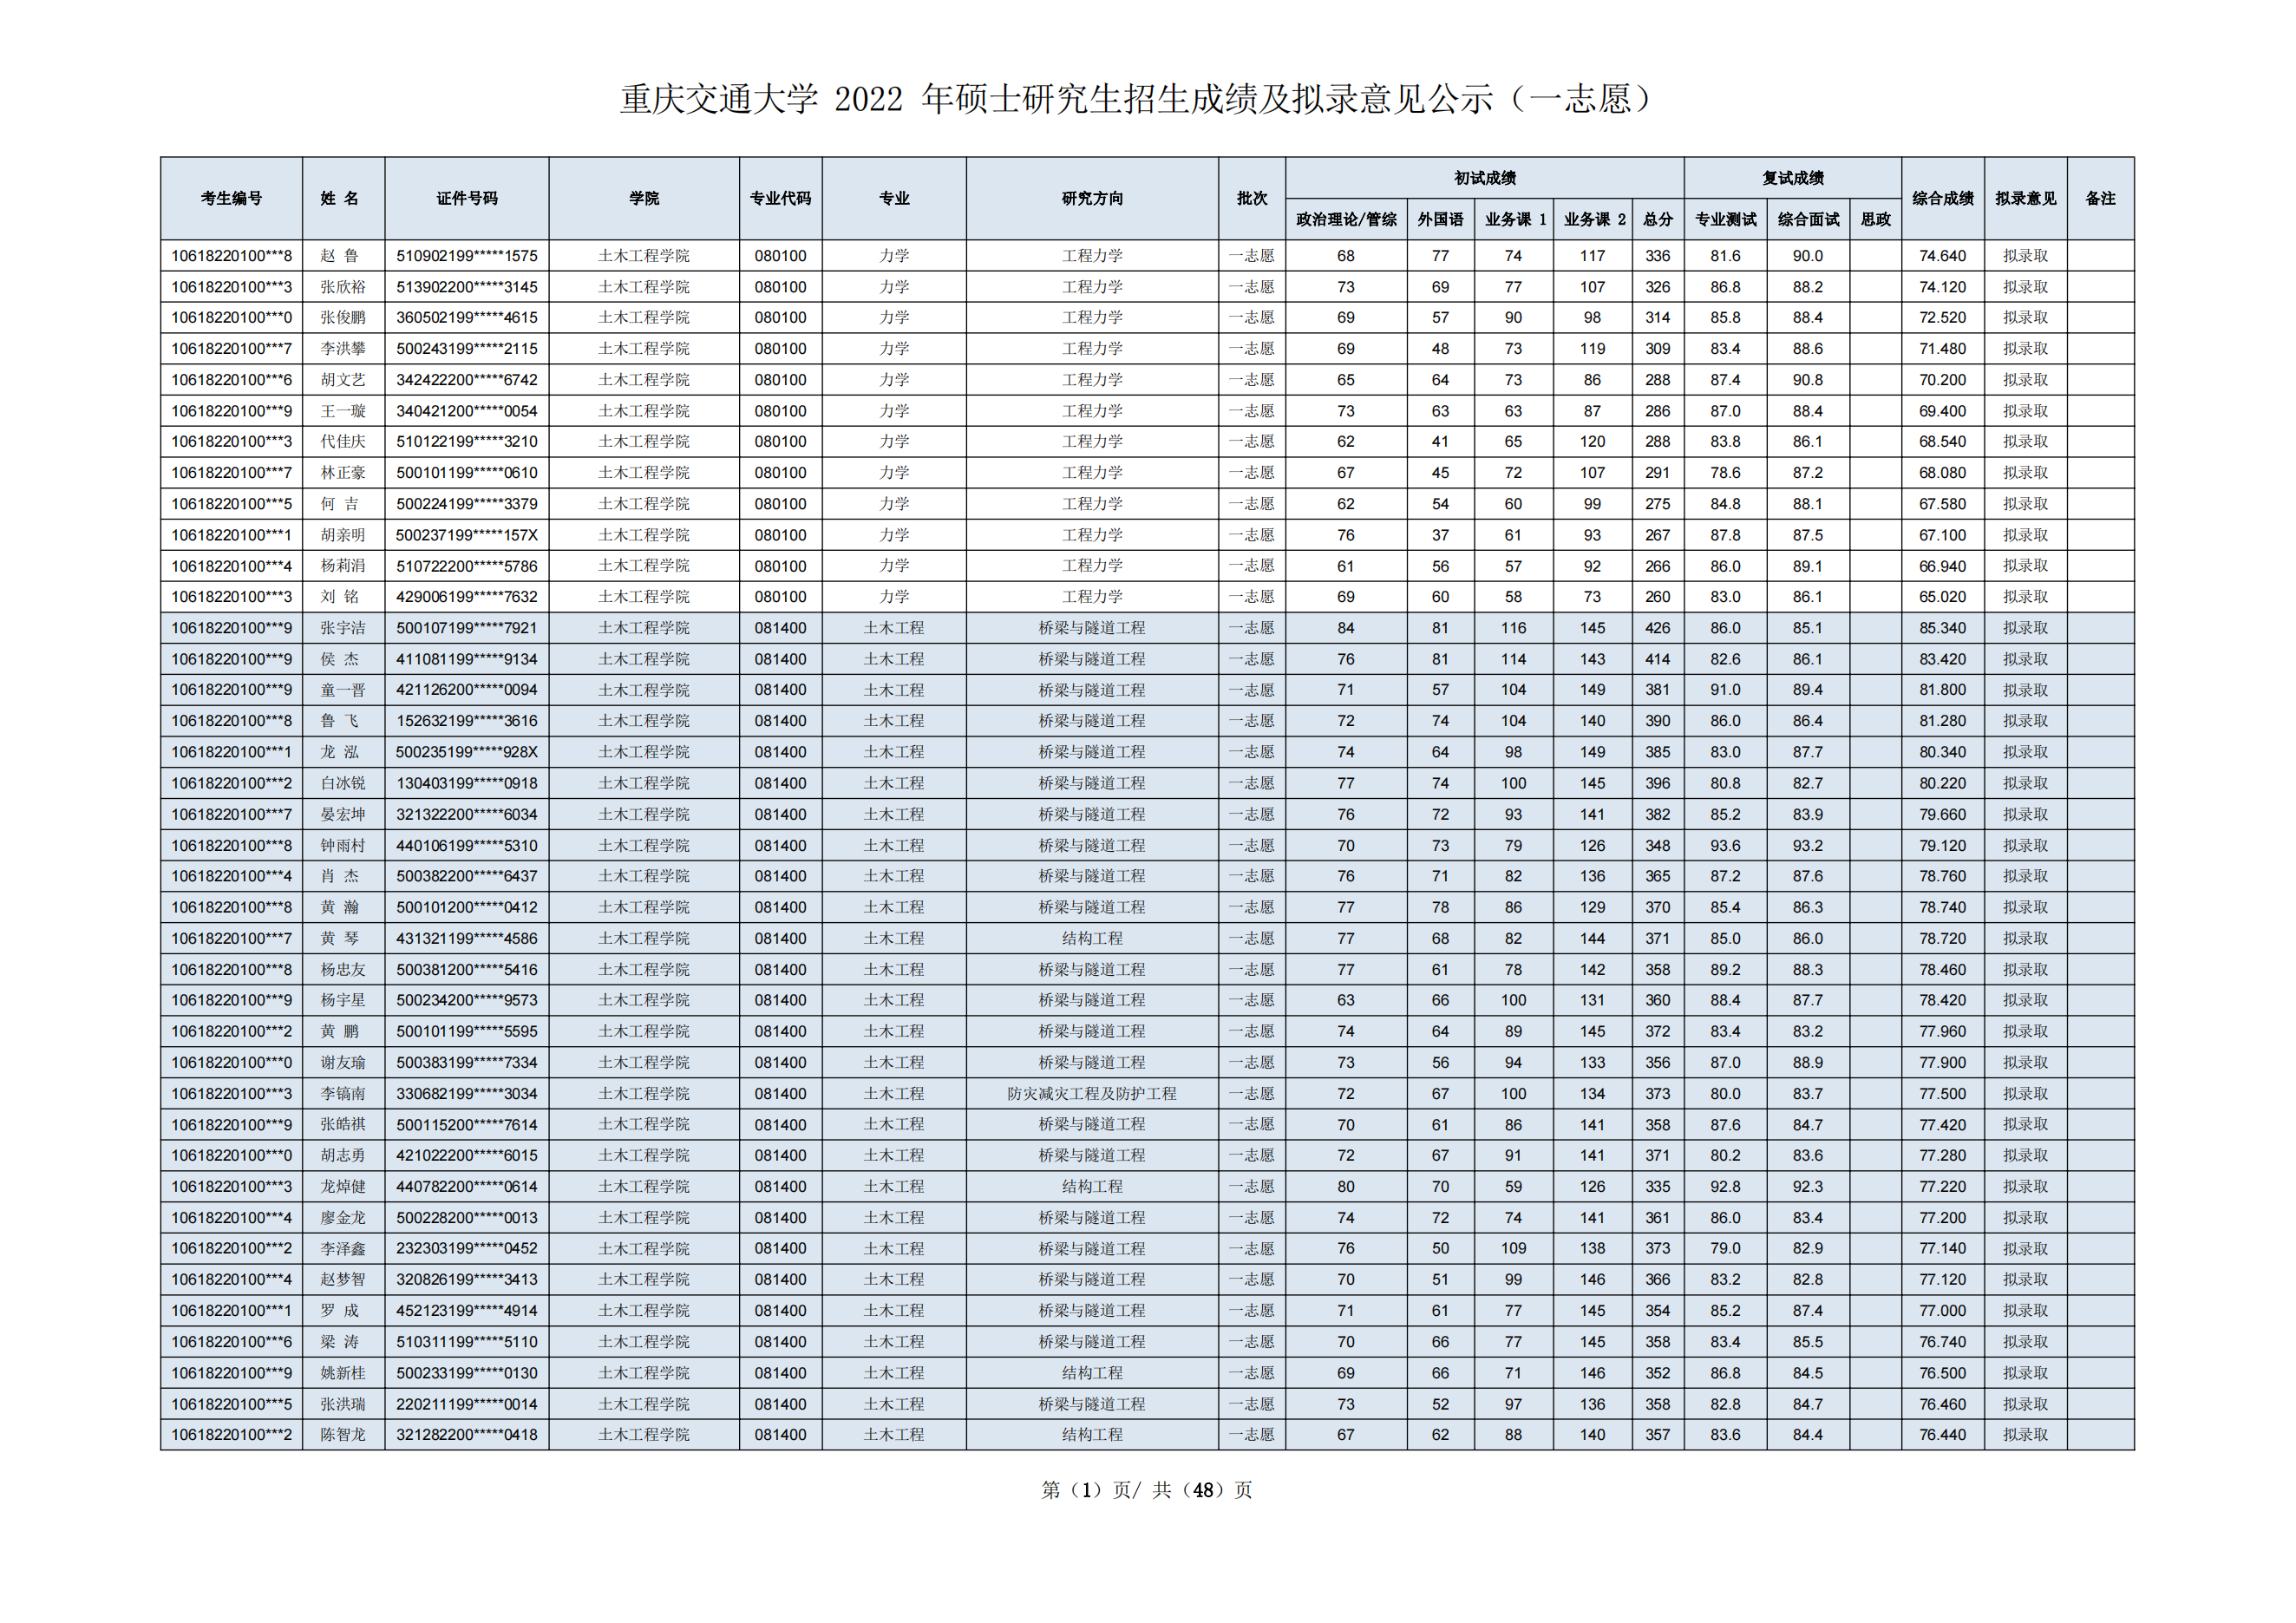 重庆交通大学 2022 年硕士研究生招生成绩及拟录意见公示（一志愿）
考生编号 姓 名 证件号码 学院 专业代码 专业 研究方向 批次 初试成绩 复试成绩 综合成绩 拟录意见 备注
政治理论/管综 外国语 业务课 1 业务课 2 总分 专业测试 综合面试 思政
10618220100***8 赵 鲁 510902199*****1575 土木工程学院 080100 力学 工程力学 一志愿 68 77 74 117 336 81.6 90.0 74.640 拟录取
10618220100***3 张欣裕 513902200*****3145 土木工程学院 080100 力学 工程力学 一志愿 73 69 77 107 326 86.8 88.2 74.120 拟录取
10618220100***0 张俊鹏 360502199*****4615 土木工程学院 080100 力学 工程力学 一志愿 69 57 90 98 314 85.8 88.4 72.520 拟录取
10618220100***7 李洪攀 500243199*****2115 土木工程学院 080100 力学 工程力学 一志愿 69 48 73 119 309 83.4 88.6 71.480 拟录取
10618220100***6 胡文艺 342422200*****6742 土木工程学院 080100 力学 工程力学 一志愿 65 64 73 86 288 87.4 90.8 70.200 拟录取
10618220100***9 王一璇 340421200*****0054 土木工程学院 080100 力学 工程力学 一志愿 73 63 63 87 286 87.0 88.4 69.400 拟录取
10618220100***3 代佳庆 510122199*****3210 土木工程学院 080100 力学 工程力学 一志愿 62 41 65 120 288 83.8 86.1 68.540 拟录取
10618220100***7 林正豪 500101199*****0610 土木工程学院 080100 力学 工程力学 一志愿 67 45 72 107 291 78.6 87.2 68.080 拟录取
10618220100***5 何 吉 500224199*****3379 土木工程学院 080100 力学 工程力学 一志愿 62 54 60 99 275 84.8 88.1 67.580 拟录取
10618220100***1 胡亲明 500237199*****157X 土木工程学院 080100 力学 工程力学 一志愿 76 37 61 93 267 87.8 87.5 67.100 拟录取
10618220100***4 杨莉涓 510722200*****5786 土木工程学院 080100 力学 工程力学 一志愿 61 56 57 92 266 86.0 89.1 66.940 拟录取
10618220100***3 刘 铭 429006199*****7632 土木工程学院 080100 力学 工程力学 一志愿 69 60 58 73 260 83.0 86.1 65.020 拟录取
10618220100***9 张宇洁 500107199*****7921 土木工程学院 081400 土木工程 桥梁与隧道工程 一志愿 84 81 116 145 426 86.0 85.1 85.340 拟录取
10618220100***9 侯 杰 411081199*****9134 土木工程学院 081400 土木工程 桥梁与隧道工程 一志愿 76 81 114 143 414 82.6 86.1 83.420 拟录取
10618220100***9 童一晋 421126200*****0094 土木工程学院 081400 土木工程 桥梁与隧道工程 一志愿 71 57 104 149 381 91.0 89.4 81.800 拟录取
10618220100***8 鲁 飞 152632199*****3616 土木工程学院 081400 土木工程 桥梁与隧道工程 一志愿 72 74 104 140 390 86.0 86.4 81.280 拟录取
10618220100***1 龙 泓 500235199*****928X 土木工程学院 081400 土木工程 桥梁与隧道工程 一志愿 74 64 98 149 385 83.0 87.7 80.340 拟录取
10618220100***2 白冰锐 130403199*****0918 土木工程学院 081400 土木工程 桥梁与隧道工程 一志愿 77 74 100 145 396 80.8 82.7 80.220 拟录取
10618220100***7 晏宏坤 321322200*****6034 土木工程学院 081400 土木工程 桥梁与隧道工程 一志愿 76 72 93 141 382 85.2 83.9 79.660 拟录取
10618220100***8 钟雨村 440106199*****5310 土木工程学院 081400 土木工程 桥梁与隧道工程 一志愿 70 73 79 126 348 93.6 93.2 79.120 拟录取
10618220100***4 肖 杰 500382200*****6437 土木工程学院 081400 土木工程 桥梁与隧道工程 一志愿 76 71 82 136 365 87.2 87.6 78.760 拟录取
10618220100***8 黄 瀚 500101200*****0412 土木工程学院 081400 土木工程 桥梁与隧道工程 一志愿 77 78 86 129 370 85.4 86.3 78.740 拟录取
10618220100***7 黄 琴 431321199*****4586 土木工程学院 081400 土木工程 结构工程 一志愿 77 68 82 144 371 85.0 86.0 78.720 拟录取
10618220100***8 杨忠友 500381200*****5416 土木工程学院 081400 土木工程 桥梁与隧道工程 一志愿 77 61 78 142 358 89.2 88.3 78.460 拟录取
10618220100***9 杨宇星 500234200*****9573 土木工程学院 081400 土木工程 桥梁与隧道工程 一志愿 63 66 100 131 360 88.4 87.7 78.420 拟录取
10618220100***2 黄 鹏 500101199*****5595 土木工程学院 081400 土木工程 桥梁与隧道工程 一志愿 74 64 89 145 372 83.4 83.2 77.960 拟录取
10618220100***0 谢友瑜 500383199*****7334 土木工程学院 081400 土木工程 桥梁与隧道工程 一志愿 73 56 94 133 356 87.0 88.9 77.900 拟录取
10618220100***3 李镐南 330682199*****3034 土木工程学院 081400 土木工程 防灾减灾工程及防护工程 一志愿 72 67 100 134 373 80.0 83.7 77.500 拟录取
10618220100***9 张皓祺 500115200*****7614 土木工程学院 081400 土木工程 桥梁与隧道工程 一志愿 70 61 86 141 358 87.6 84.7 77.420 拟录取
10618220100***0 胡志勇 421022200*****6015 土木工程学院 081400 土木工程 桥梁与隧道工程 一志愿 72 67 91 141 371 80.2 83.6 77.280 拟录取
10618220100***3 龙焯健 440782200*****0614 土木工程学院 081400 土木工程 结构工程 一志愿 80 70 59 126 335 92.8 92.3 77.220 拟录取
10618220100***4 廖金龙 500228200*****0013 土木工程学院 081400 土木工程 桥梁与隧道工程 一志愿 74 72 74 141 361 86.0 83.4 77.200 拟录取
10618220100***2 李泽鑫 232303199*****0452 土木工程学院 081400 土木工程 桥梁与隧道工程 一志愿 76 50 109 138 373 79.0 82.9 77.140 拟录取
10618220100***4 赵梦智 320826199*****3413 土木工程学院 081400 土木工程 桥梁与隧道工程 一志愿 70 51 99 146 366 83.2 82.8 77.120 拟录取
10618220100***1 罗 成 452123199*****4914 土木工程学院 081400 土木工程 桥梁与隧道工程 一志愿 71 61 77 145 354 85.2 87.4 77.000 拟录取
10618220100***6 梁 涛 510311199*****5110 土木工程学院 081400 土木工程 桥梁与隧道工程 一志愿 70 66 77 145 358 83.4 85.5 76.740 拟录取
10618220100***9 姚新桂 500233199*****0130 土木工程学院 081400 土木工程 结构工程 一志愿 69 66 71 146 352 86.8 84.5 76.500 拟录取
10618220100***5 张洪瑞 220211199*****0014 土木工程学院 081400 土木工程 桥梁与隧道工程 一志愿 73 52 97 136 358 82.8 84.7 76.460 拟录取
10618220100***2 陈智龙 321282200*****0418 土木工程学院 081400 土木工程 结构工程 一志愿 67 62 88 140 357 83.6 84.4 76.440 拟录取
第（1）页/ 共（48）页